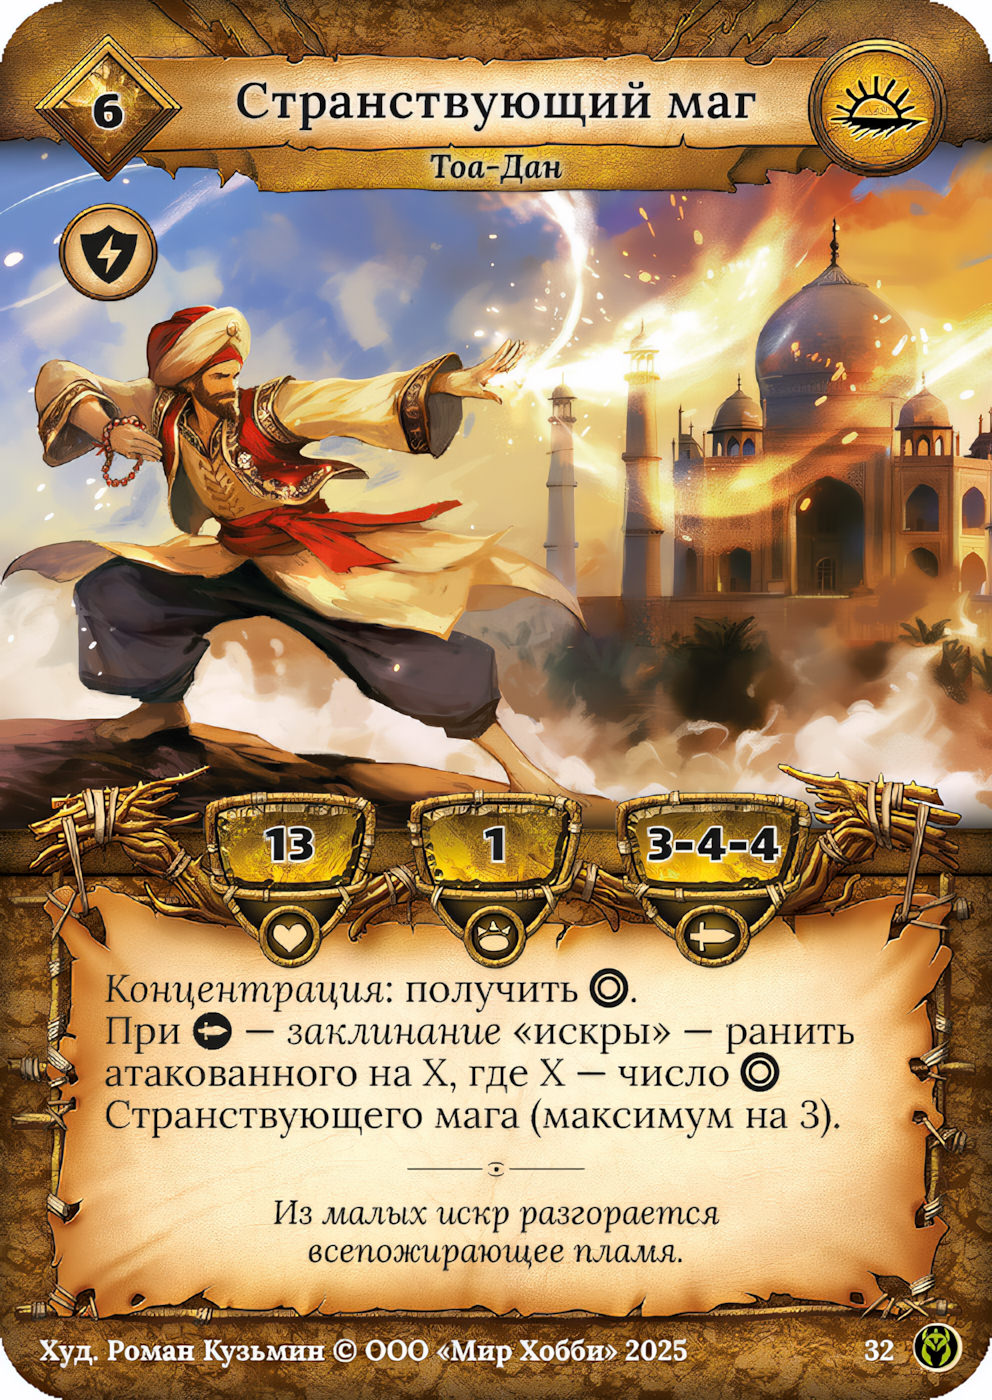 6
Странствующий маг
Тоа-Дан
13
1
3-4-4
Концентрация: получить .
При — заклинание «искры» — ранить
атакованного на X, где X — число
Странствующего мага (максимум на 3).
Из малых искр разгорается
всепожирающее пламя.
Худ. Роман Кузьмин © ООО «Мир Хобби» 2025
32